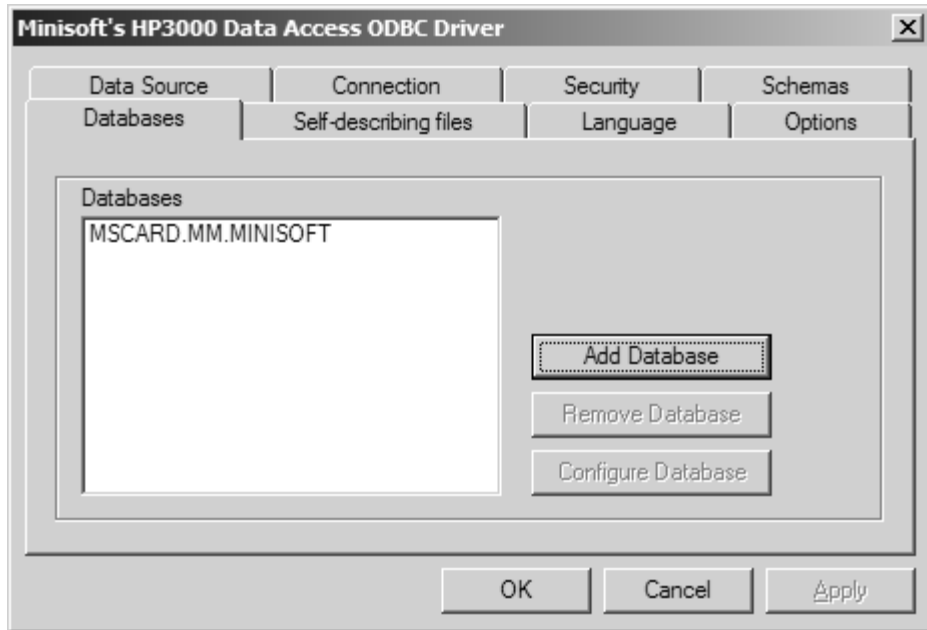 Minisoft's HP3000 Data Access ODBC Driver
Data Source Connection Security Schemas
Databases Self-describing files Language Options
Databases
MSCARD.MM.MINISOFT
Add Database
Remove Database
Configure Database
OK Cancel Apply